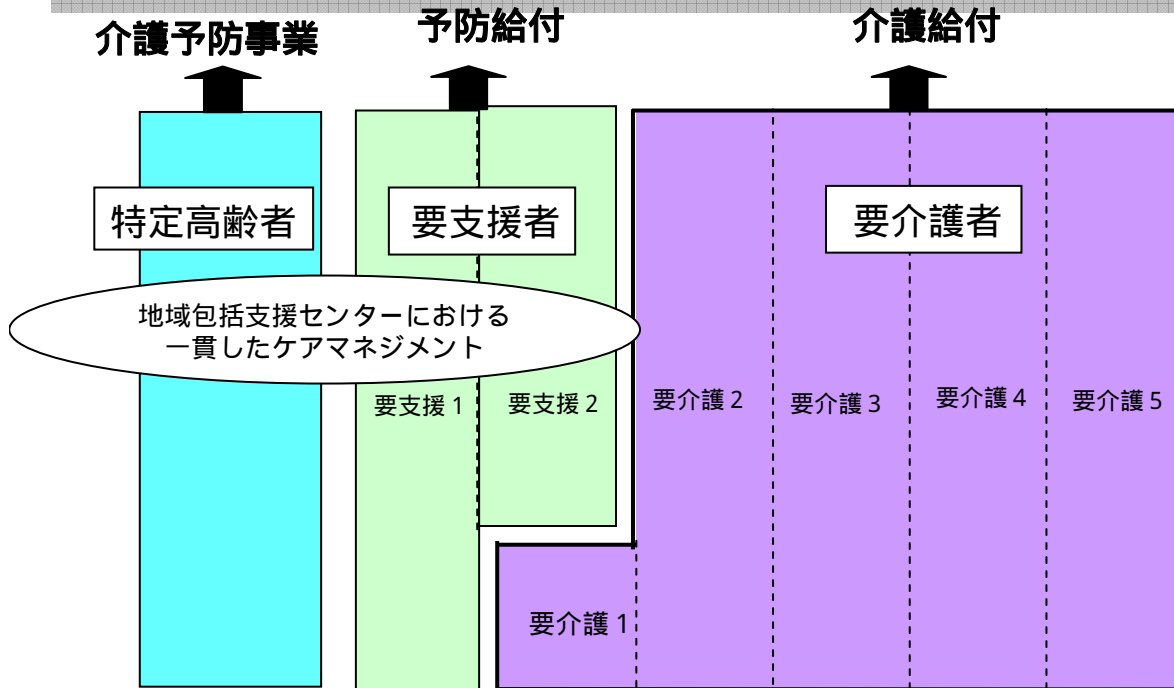 介護予防事業
予防給付
介護給付
特定高齢者
要支援者
要介護者
地域包括支援センターにおける
一貫したケアマネジメント
要支援1
要支援2
要介護2
要介護3
要介護4
要介護5
要介護1